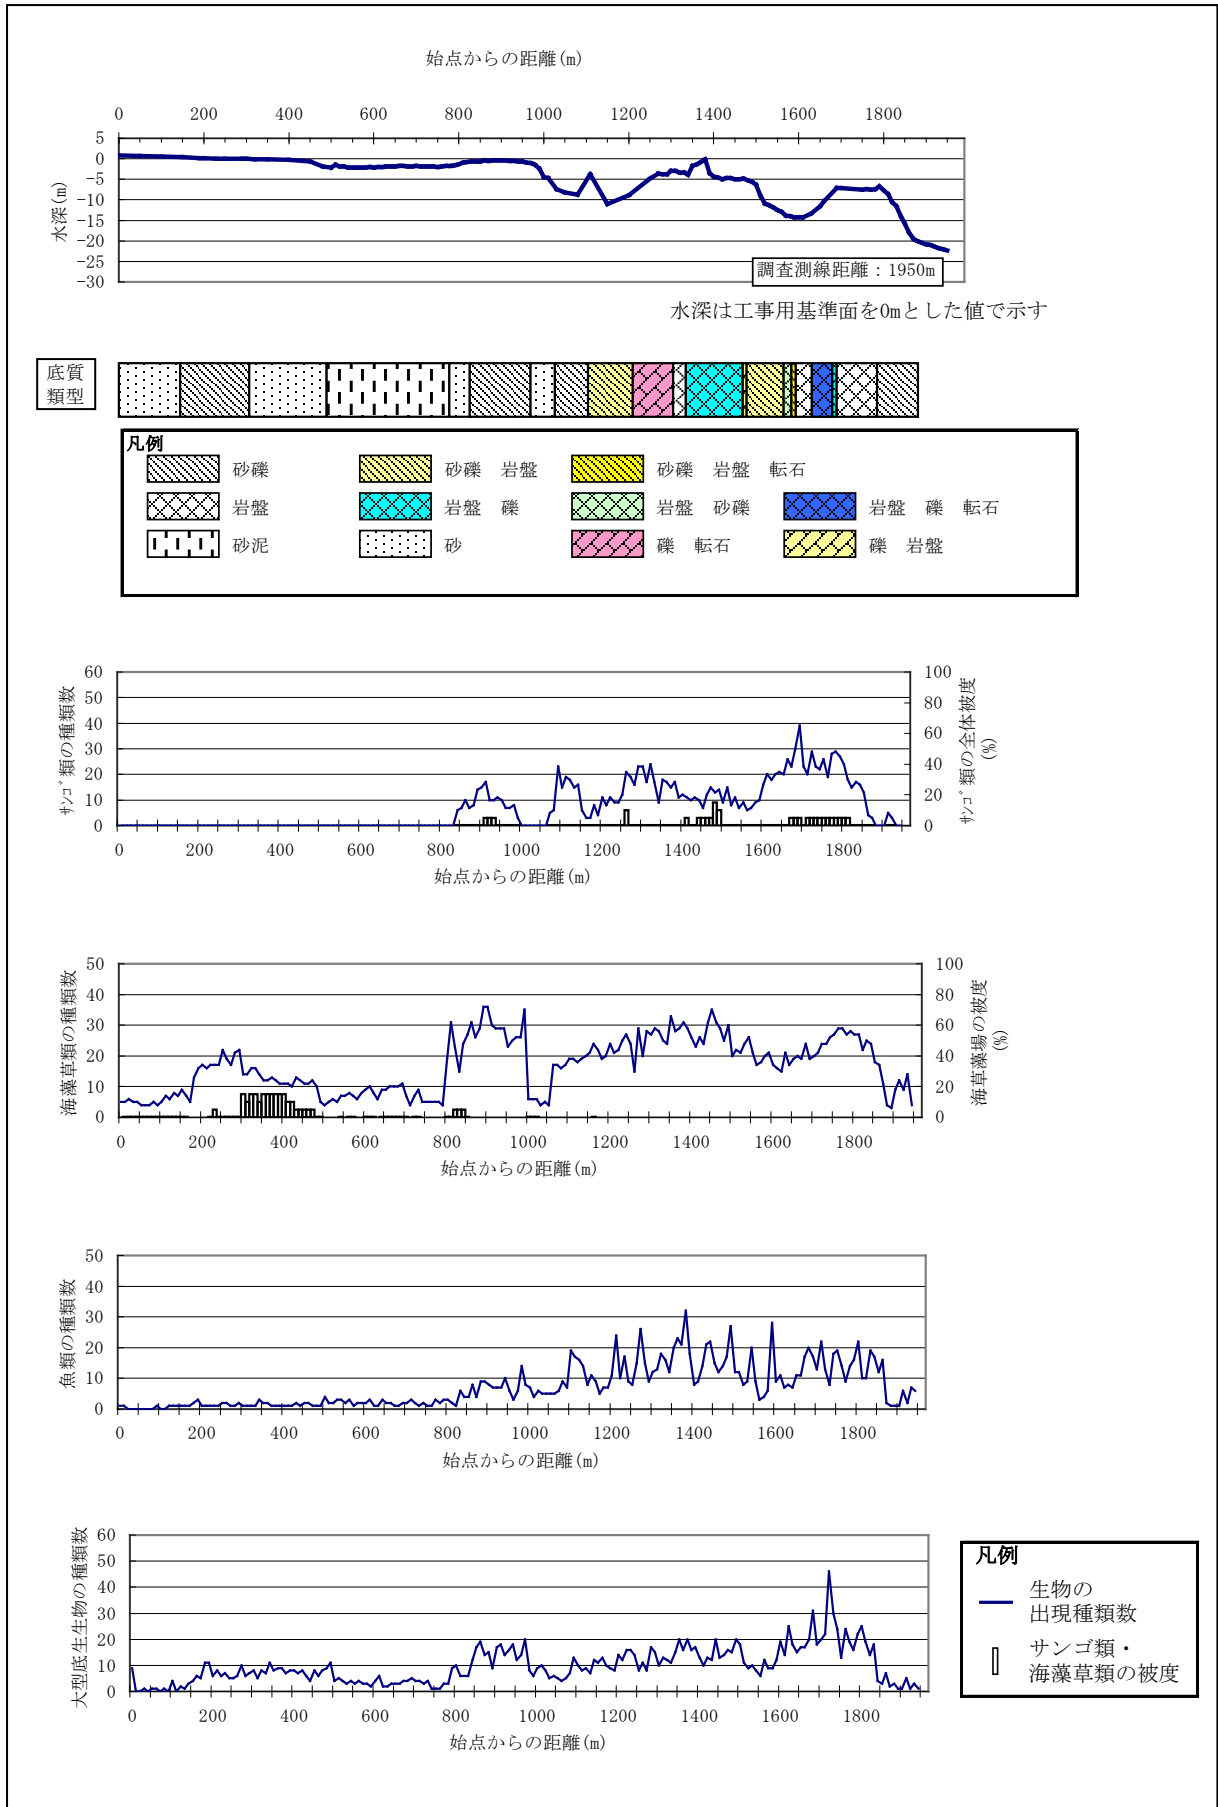 始点からの距離(m)
0 200 400 600 800 1000 1200 1400 1600 1800
5
0
-5
-10
-15
-20
-25
-30
水深(m)
調査測線距離：1950m
水深は工事用基準面を0mとした値で示す
底質
類型
凡例
砂礫 砂礫 岩盤 砂礫 岩盤 転石
岩盤 岩盤 礫 岩盤 砂礫 岩盤 礫 転石
砂泥 砂 礫 転石 礫 岩盤
60
50
40
30
20
10
0
ｻﾝｺﾞ類の種類数
100
80
60
40
20
0
ｻﾝｺﾞ類の全体被度
(%)
0 200 400 600 800 1000 1200 1400 1600 1800
始点からの距離(m)
50
40
30
20
10
0
海藻草類の種類数
100
80
60
40
20
0
海草藻場の被度
(%)
0 200 400 600 800 1000 1200 1400 1600 1800
始点からの距離(m)
50
40
30
20
10
0
魚類の種類数
0 200 400 600 800 1000 1200 1400 1600 1800
始点からの距離(m)
60
50
40
30
20
10
0
大型底生生物の種類数
0 200 400 600 800 1000 1200 1400 1600 1800
始点からの距離(m)
凡例
生物の
出現種類数
サンゴ類・
海藻草類の被度